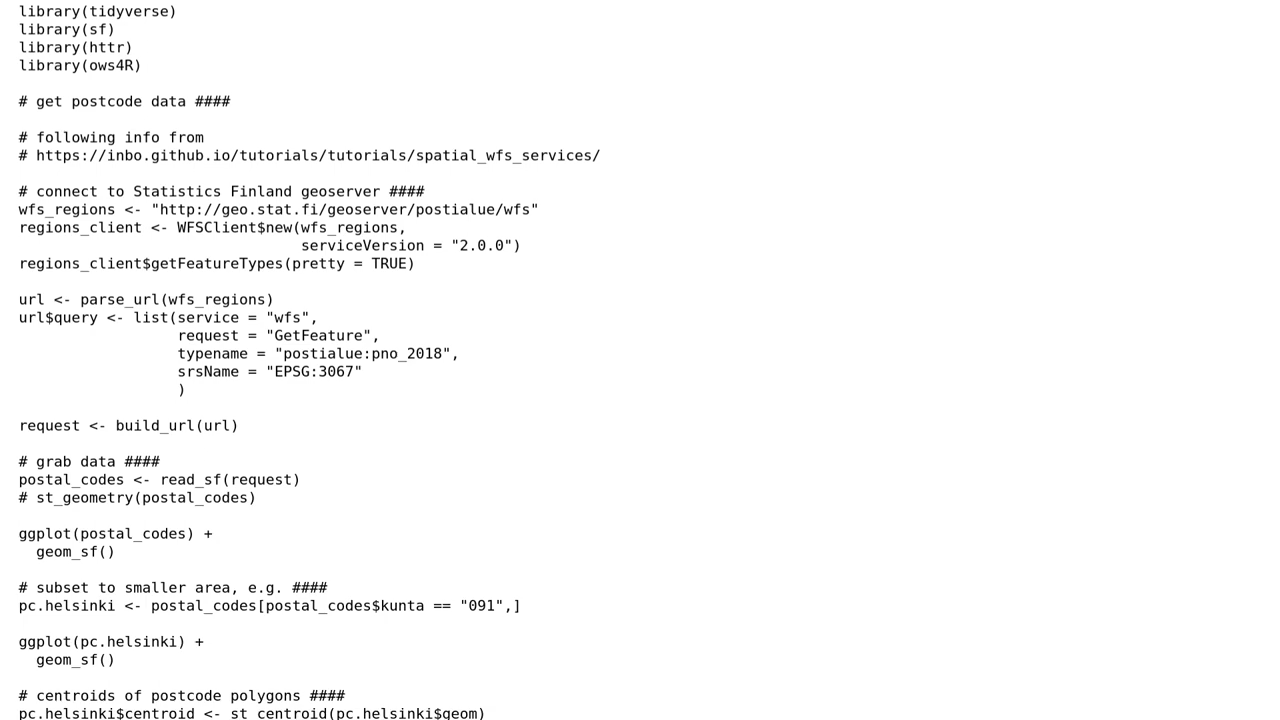 library(tidyverse)
library(sf)
library(httr)
library(ows4R)
# get postcode data ####
# following info from
# https://inbo.github.io/tutorials/tutorials/spatial_wfs_services/
# connect to Statistics Finland geoserver ####
wfs_regions <- "http://geo.stat.fi/geoserver/postialue/wfs"
regions_client <- WFSClient$new(wfs_regions,
                                serviceVersion = "2.0.0")
regions_client$getFeatureTypes(pretty = TRUE)
url <- parse_url(wfs_regions)
url$query <- list(service = "wfs",
                  request = "GetFeature",
                  typename = "postialue:pno_2018",
                  srsName = "EPSG:3067"
                  )
request <- build_url(url)
# grab data ####
postal_codes <- read_sf(request)
# st_geometry(postal_codes)
ggplot(postal_codes) +
  geom_sf()
# subset to smaller area, e.g. ####
pc.helsinki <- postal_codes[postal_codes$kunta == "091",]
ggplot(pc.helsinki) +
  geom_sf()
# centroids of postcode polygons ####
pc.helsinki$centroid <- st_centroid(pc.helsinki$geom)